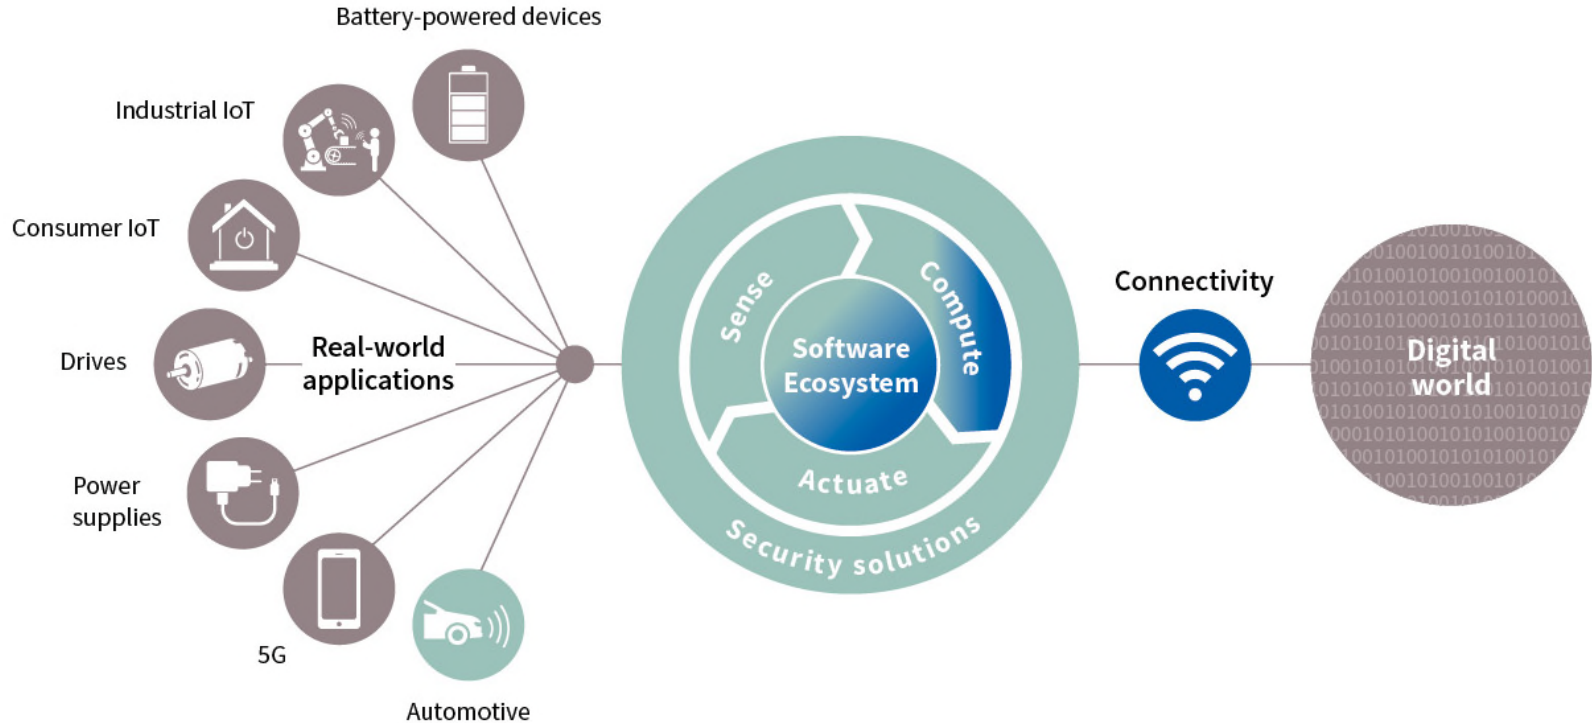 Battery-powered devices
Industrial IoT
Consumer IoT
Drives
Real-world
applications
Power
supplies
5G
Automotive
Sense
Compute
Actuate
Software
Ecosystem
Security solutions
Connectivity
Digital
world